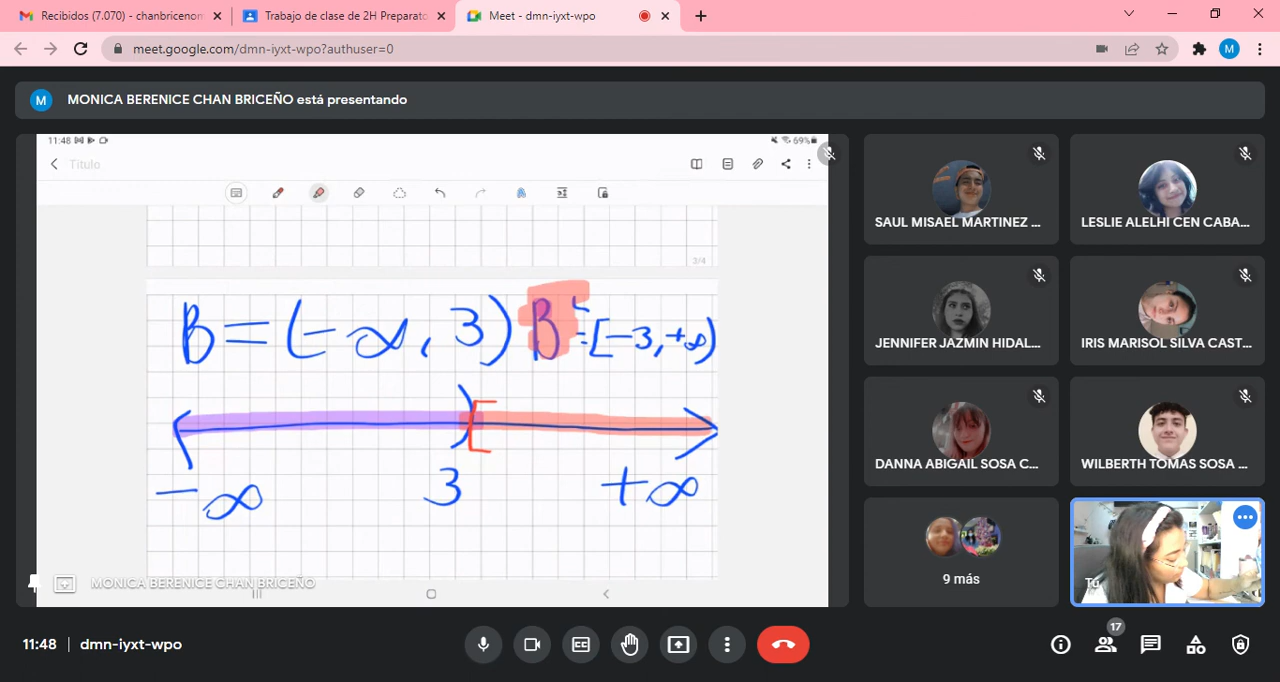 Recibidos (7.070) - chanbricenom
Trabajo de clase de 2H Preparato
Meet - dmn-iyxt-wpo
meet.google.com/dmn-iyxt-wpo?authuser=0
M
M MONICA BERENICE CHAN BRICEÑO está presentando
11:48
69%
Título
3/4
B = (-∞, 3) Bᶜ = [-3, +∞)
) [
-∞ 3 +∞
MONICA BERENICE CHAN BRICEÑO
SAUL MISAEL MARTINEZ ...
LESLIE ALELHI CEN CABA...
JENNIFER JAZMIN HIDAL...
IRIS MARISOL SILVA CAST...
DANNA ABIGAIL SOSA C...
WILBERTH TOMAS SOSA ...
9 más
Tú
11:48 | dmn-iyxt-wpo
17